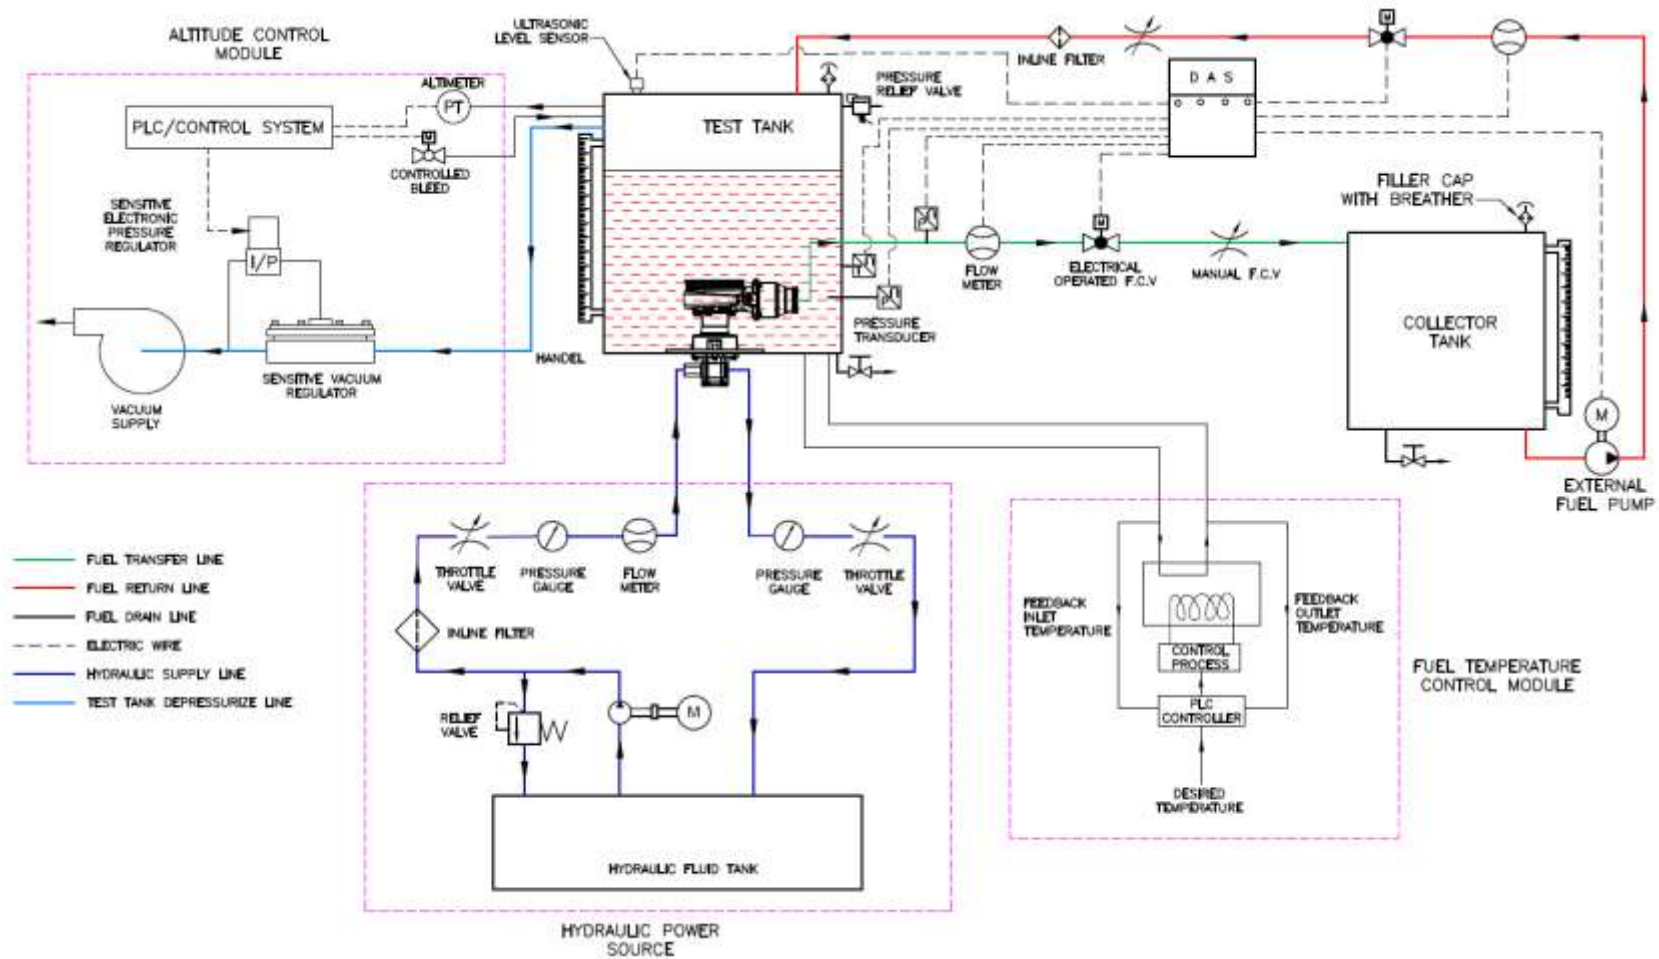 ALTITUDE CONTROL
MODULE
ULTRASONIC
LEVEL SENSOR
ALTIMETER
PT
PLC/CONTROL SYSTEM
M
CONTROLLED
BLEED
SENSITIVE
ELECTRONIC
PRESSURE
REGULATOR
I/P
SENSITIVE VACUUM
REGULATOR
VACUUM
SUPPLY
HANDEL
TEST TANK
PRESSURE
RELIEF VALVE
INLINE FILTER
M
D A S
FILLER CAP
WITH BREATHER
FLOW
METER
M
ELECTRICAL
OPERATED F.C.V
MANUAL F.C.V
PRESSURE
TRANSDUCER
COLLECTOR
TANK
M
EXTERNAL
FUEL PUMP
FUEL TRANSFER LINE
FUEL RETURN LINE
FUEL DRAIN LINE
ELECTRIC WIRE
HYDRAULIC SUPPLY LINE
TEST TANK DEPRESSURIZE LINE
THROTTLE
VALVE
PRESSURE
GAUGE
FLOW
METER
PRESSURE
GAUGE
THROTTLE
VALVE
INLINE FILTER
RELIEF
VALVE
M
HYDRAULIC FLUID TANK
HYDRAULIC POWER
SOURCE
FEEDBACK
INLET
TEMPERATURE
FEEDBACK
OUTLET
TEMPERATURE
CONTROL
PROCESS
PLC
CONTROLLER
DESIRED
TEMPERATURE
FUEL TEMPERATURE
CONTROL MODULE